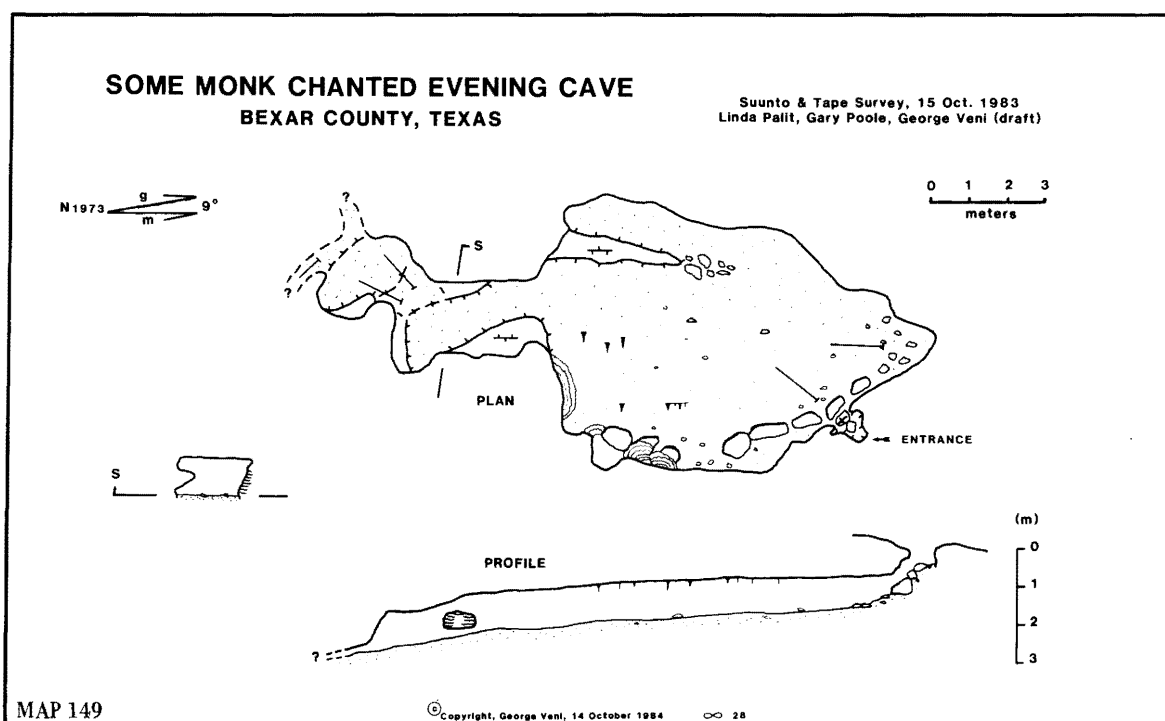 SOME MONK CHANTED EVENING CAVE
BEXAR COUNTY, TEXAS
Suunto & Tape Survey, 15 Oct. 1983
Linda Palit, Gary Poole, George Veni (draft)
N 1973 g 9°
m
0 1 2 3
meters
?
?
S
PLAN
ENTRANCE
S
PROFILE
(m)
0
1
2
3
?
MAP 149
© Copyright, George Veni, 14 October 1984 ∞ 28